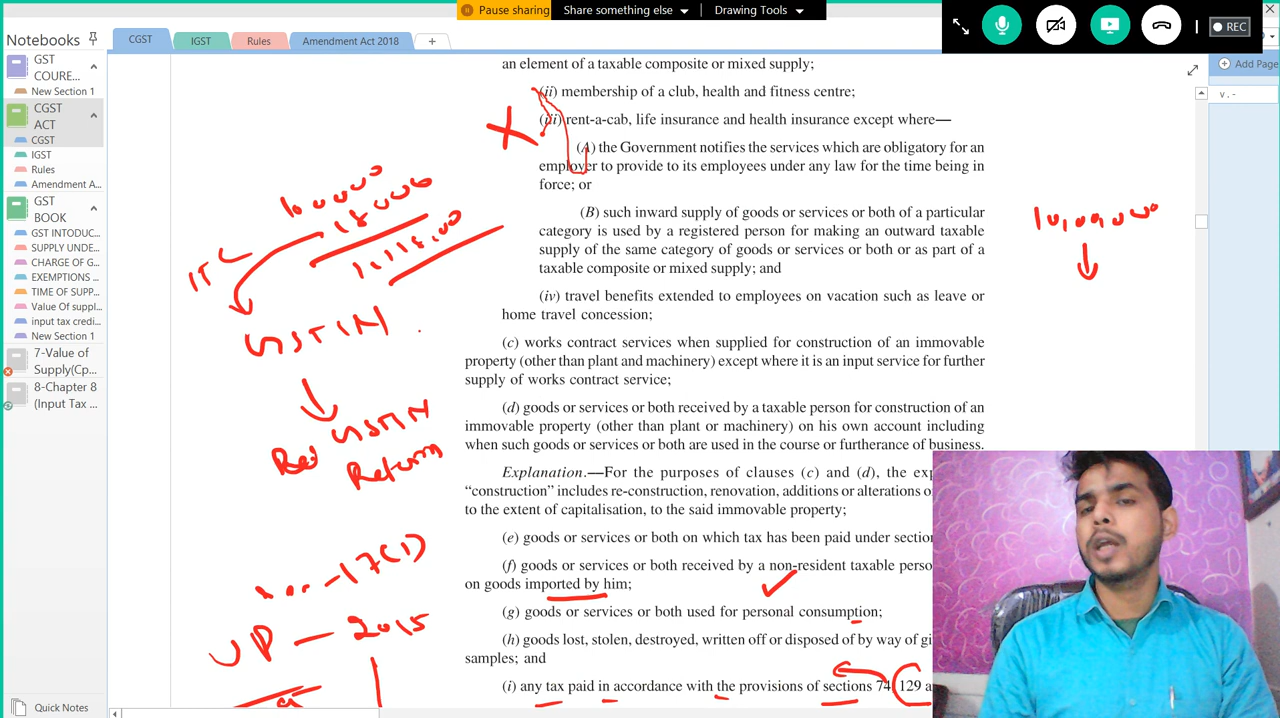 Pause sharing
Share something else
Drawing Tools
REC
Notebooks
CGST
IGST
Rules
Amendment Act 2018
+
Add Page
v.-
GST
COURE...
New Section 1
CGST
ACT
CGST
IGST
Rules
Amendment A...
GST
BOOK
GST INTODUC...
SUPPLY UNDE...
CHARGE OF G...
EXEMPTIONS ...
TIME OF SUPP...
Value Of suppl...
input tax credi...
New Section 1
7-Value of
Supply(Cp...
8-Chapter 8
(Input Tax ...
Quick Notes
an element of a taxable composite or mixed supply;
(ii) membership of a club, health and fitness centre;
(iii) rent-a-cab, life insurance and health insurance except where—
(A) the Government notifies the services which are obligatory for an
employer to provide to its employees under any law for the time being in
force; or
(B) such inward supply of goods or services or both of a particular
category is used by a registered person for making an outward taxable
supply of the same category of goods or services or both or as part of a
taxable composite or mixed supply; and
(iv) travel benefits extended to employees on vacation such as leave or
home travel concession;
(c) works contract services when supplied for construction of an immovable
property (other than plant and machinery) except where it is an input service for further
supply of works contract service;
(d) goods or services or both received by a taxable person for construction of an
immovable property (other than plant or machinery) on his own account including
when such goods or services or both are used in the course or furtherance of business.
Explanation.––For the purposes of clauses (c) and (d), the exp
“construction” includes re-construction, renovation, additions or alterations o
to the extent of capitalisation, to the said immovable property;
(e) goods or services or both on which tax has been paid under section
(f) goods or services or both received by a non-resident taxable perso
on goods imported by him;
(g) goods or services or both used for personal consumption;
(h) goods lost, stolen, destroyed, written off or disposed of by way of gi
samples; and
(i) any tax paid in accordance with the provisions of sections 74, 129 a
ITC
GSTIN
GSTIN
Return
17(1)
UP — 2015